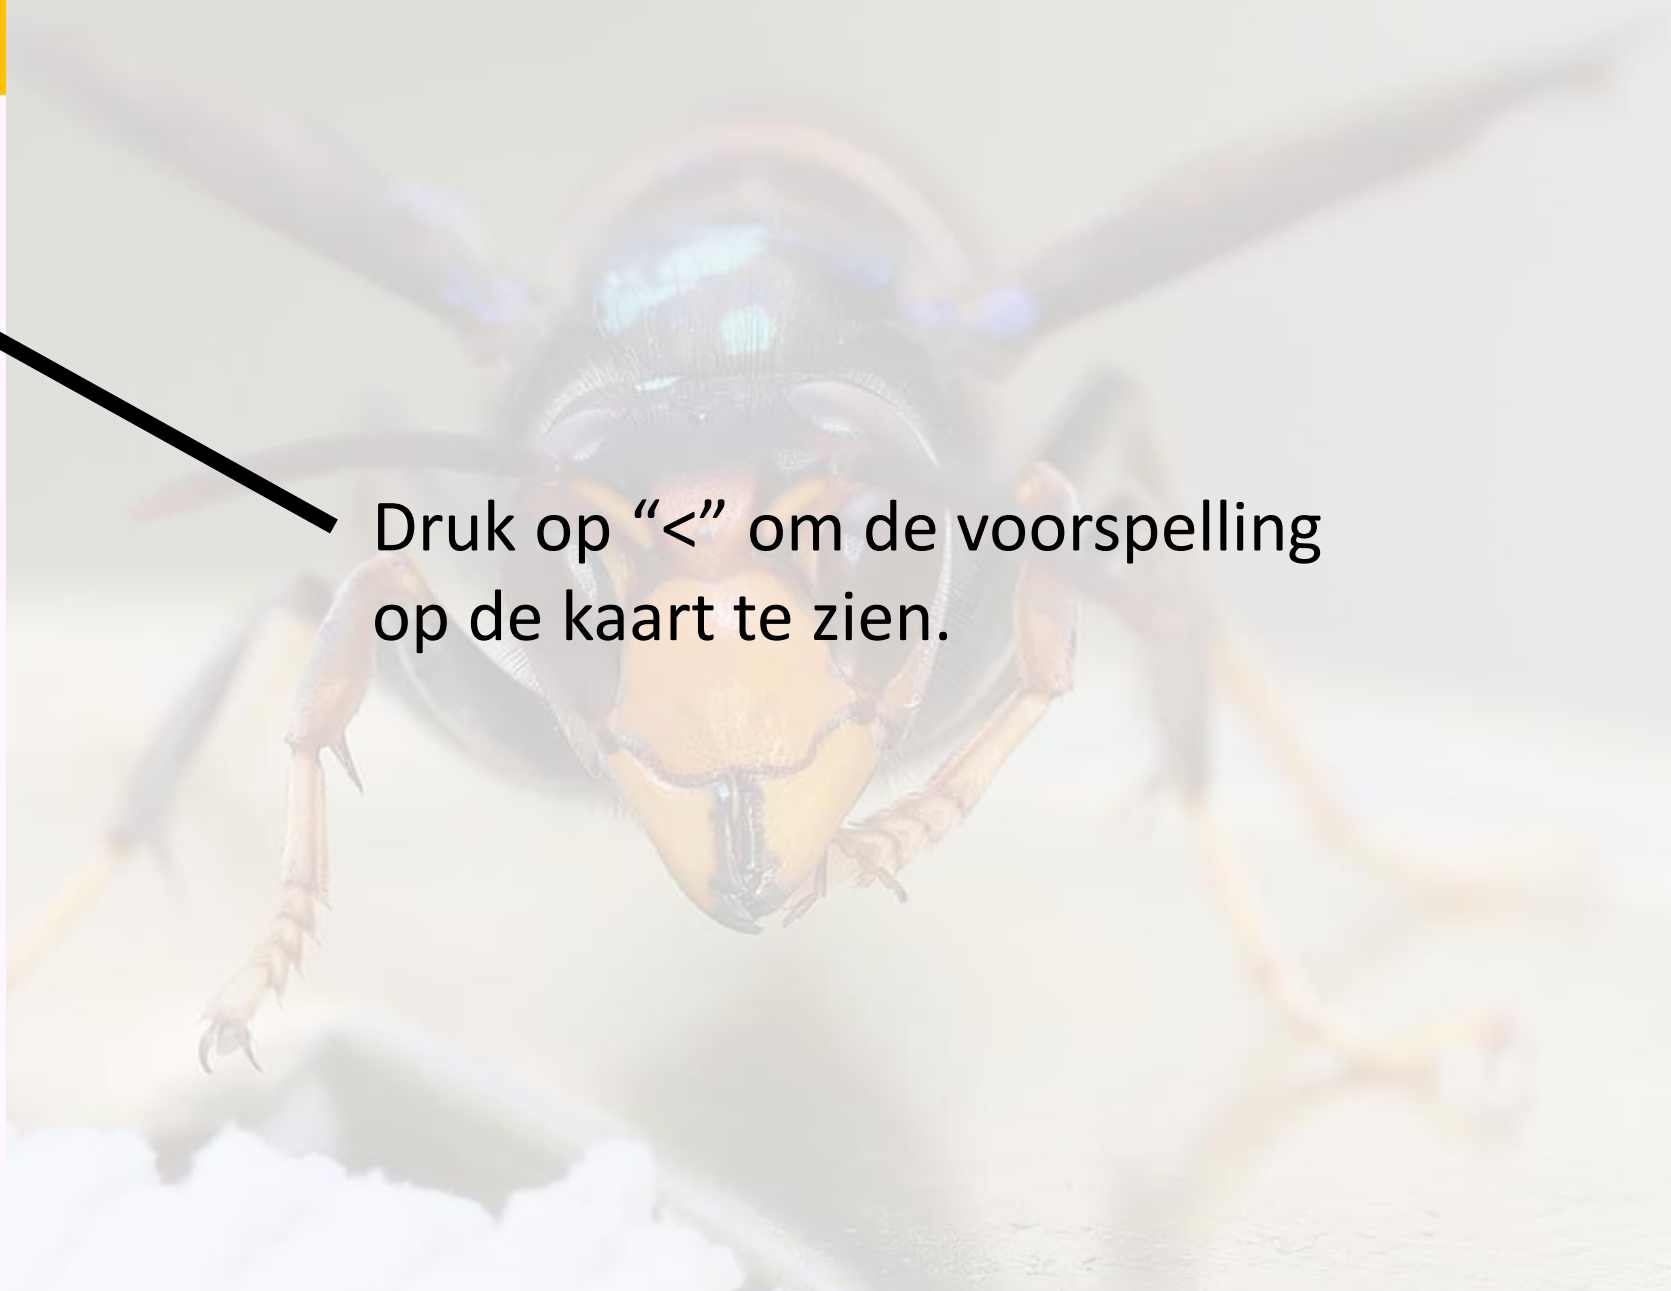 Druk op “<” om de voorspelling
op de kaart te zien.